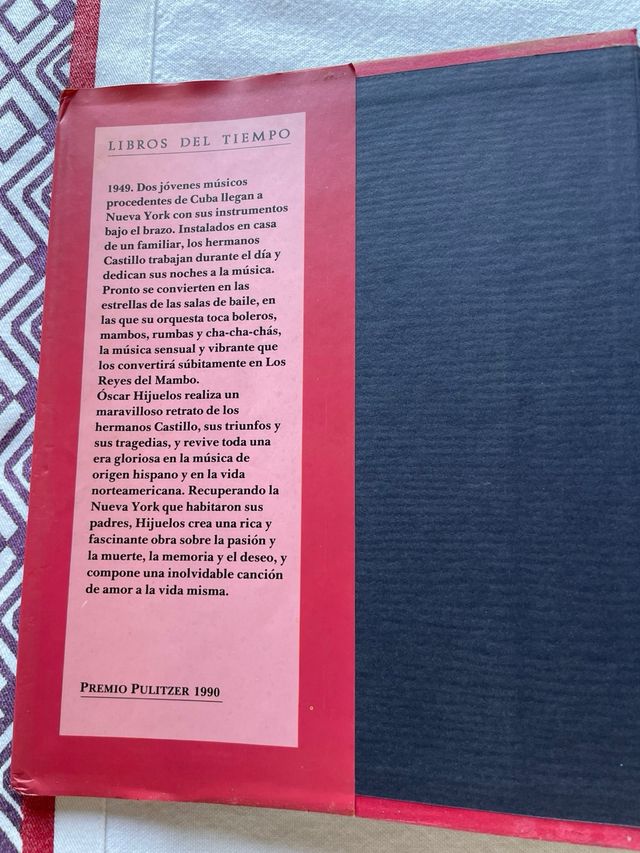 LIBROS DEL TIEMPO
1949. Dos jóvenes músicos
procedentes de Cuba llegan a
Nueva York con sus instrumentos
bajo el brazo. Instalados en casa
de un familiar, los hermanos
Castillo trabajan durante el día y
dedican sus noches a la música.
Pronto se convierten en las
estrellas de las salas de baile, en
las que su orquesta toca boleros,
mambos, rumbas y cha-cha-chás,
la música sensual y vibrante que
los convertirá súbitamente en Los
Reyes del Mambo.
Óscar Hijuelos realiza un
maravilloso retrato de los
hermanos Castillo, sus triunfos y
sus tragedias, y revive toda una
era gloriosa en la música de
origen hispano y en la vida
norteamericana. Recuperando la
Nueva York que habitaron sus
padres, Hijuelos crea una rica y
fascinante obra sobre la pasión y
la muerte, la memoria y el deseo, y
compone una inolvidable canción
de amor a la vida misma.
PREMIO PULITZER 1990